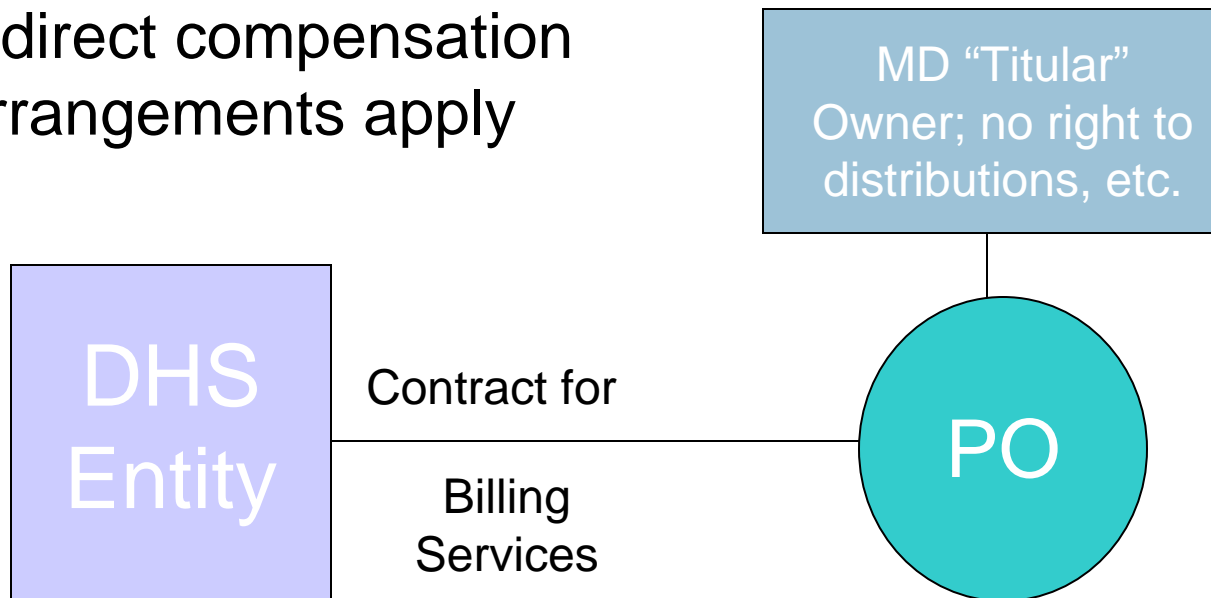 direct compensation
rrangements apply
MD “Titular”
Owner; no right to
distributions, etc.
DHS
Entity
Contract for
Billing
Services
PO